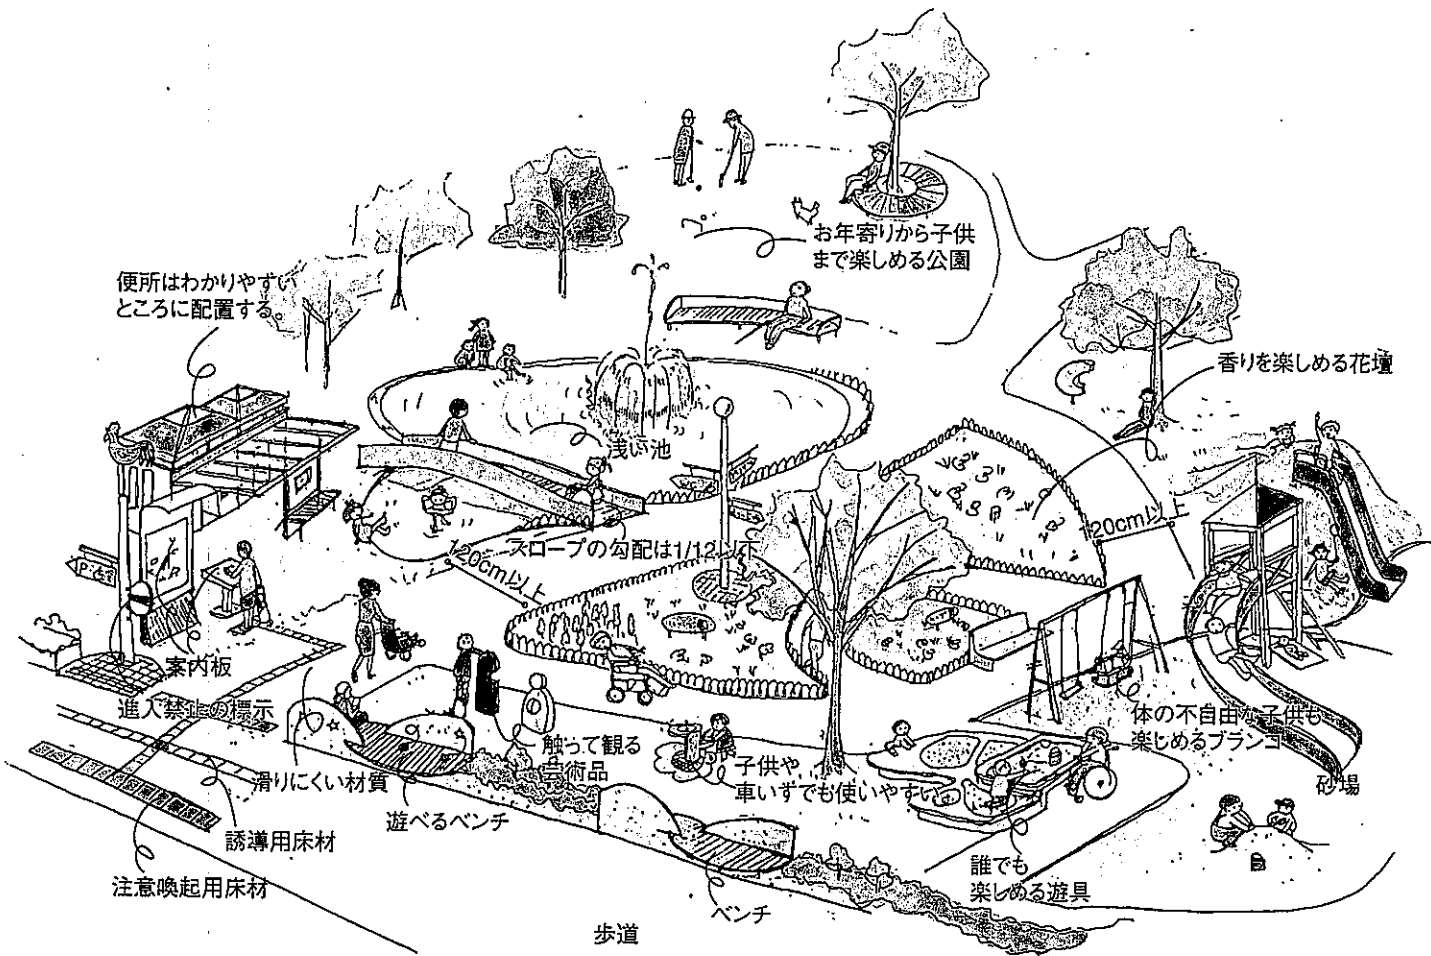 お年寄りから子供
まで楽しめる公園
便所はわかりやすい
ところに配置する。
香りを楽しめる花壇
浅い池
120cm以上
スロープの勾配は1/12以下
120cm以上
案内板
進入禁止の標示
体の不自由な子供も
楽しめるブランコ
触って観る
芸術品
子供や
車いすでも使いやすい
滑りにくい材質
砂場
遊べるベンチ
誘導用床材
注意喚起用床材
誰でも
楽しめる遊具
ベンチ
歩道